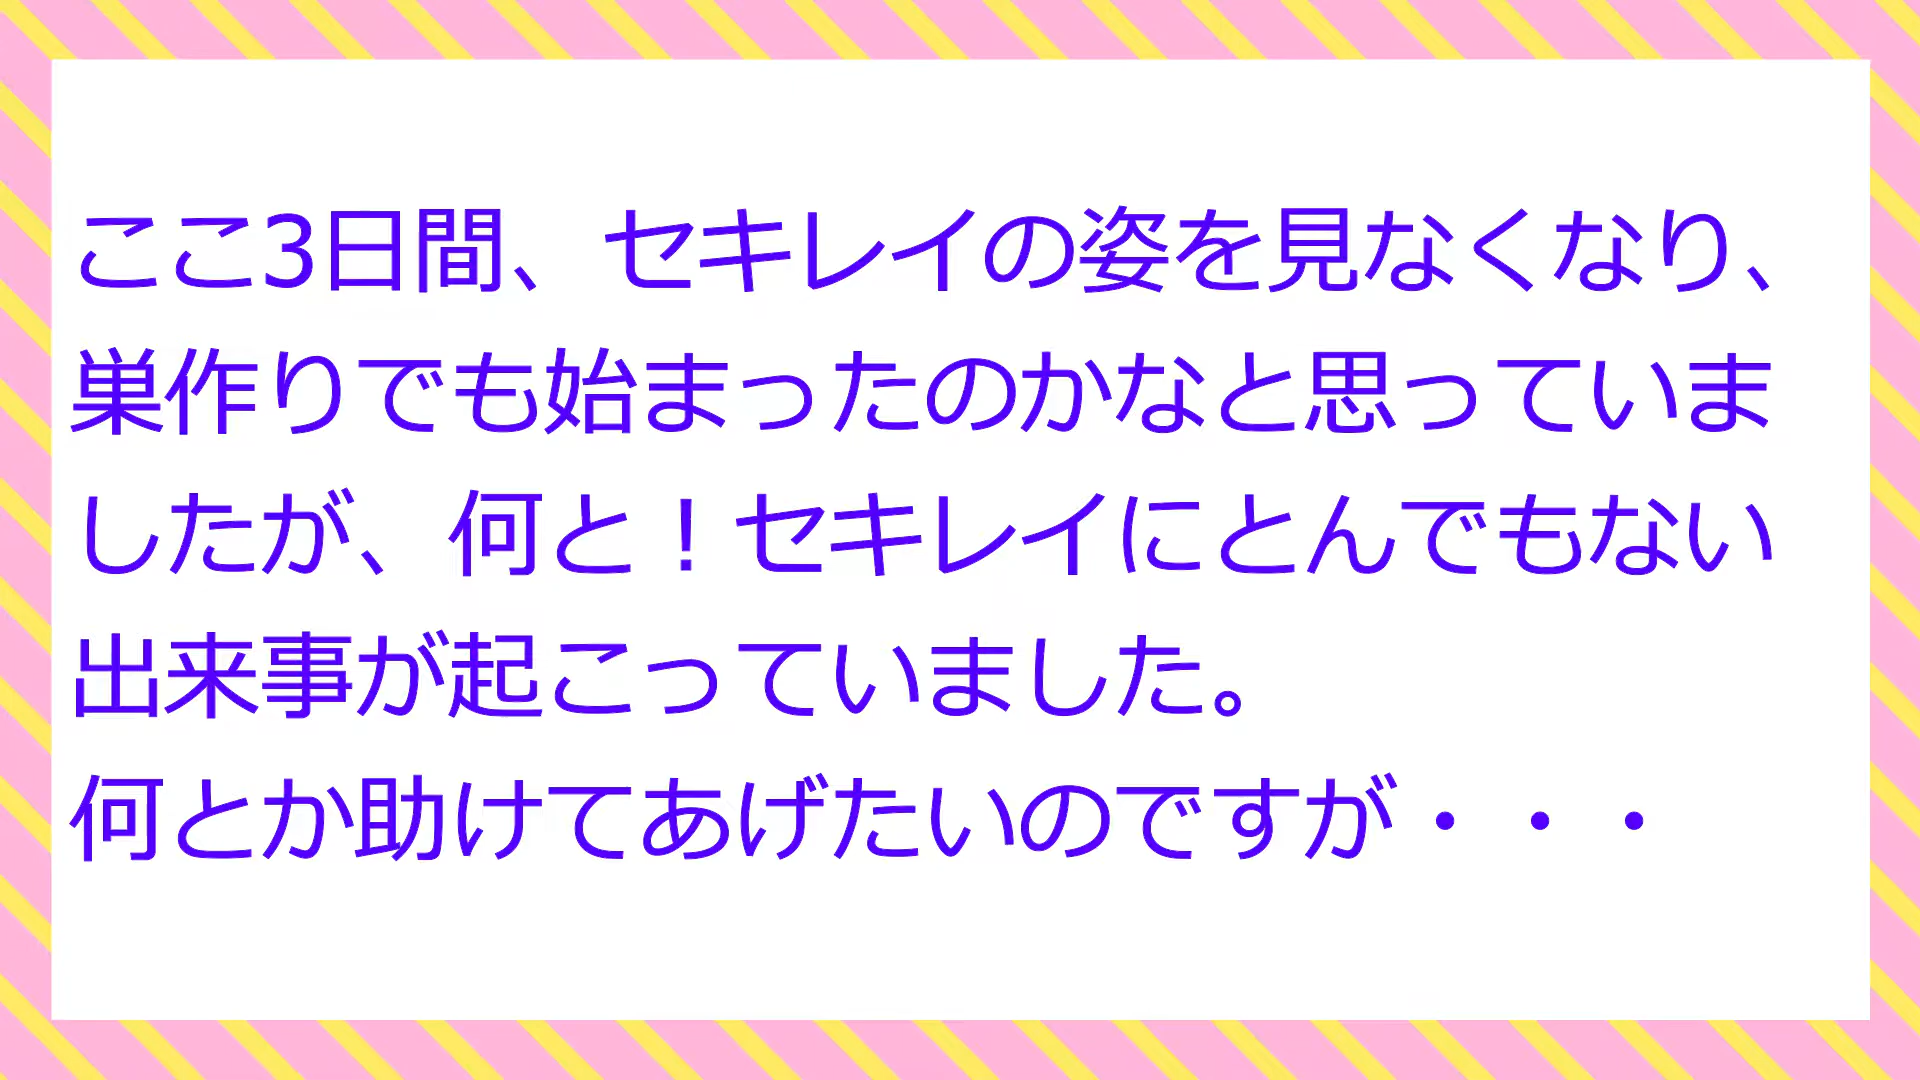 ここ3日間、セキレイの姿を見なくなり、
巣作りでも始まったのかなと思っていま
したが、何と！セキレイにとんでもない
出来事が起こっていました。
何とか助けてあげたいのですが・・・